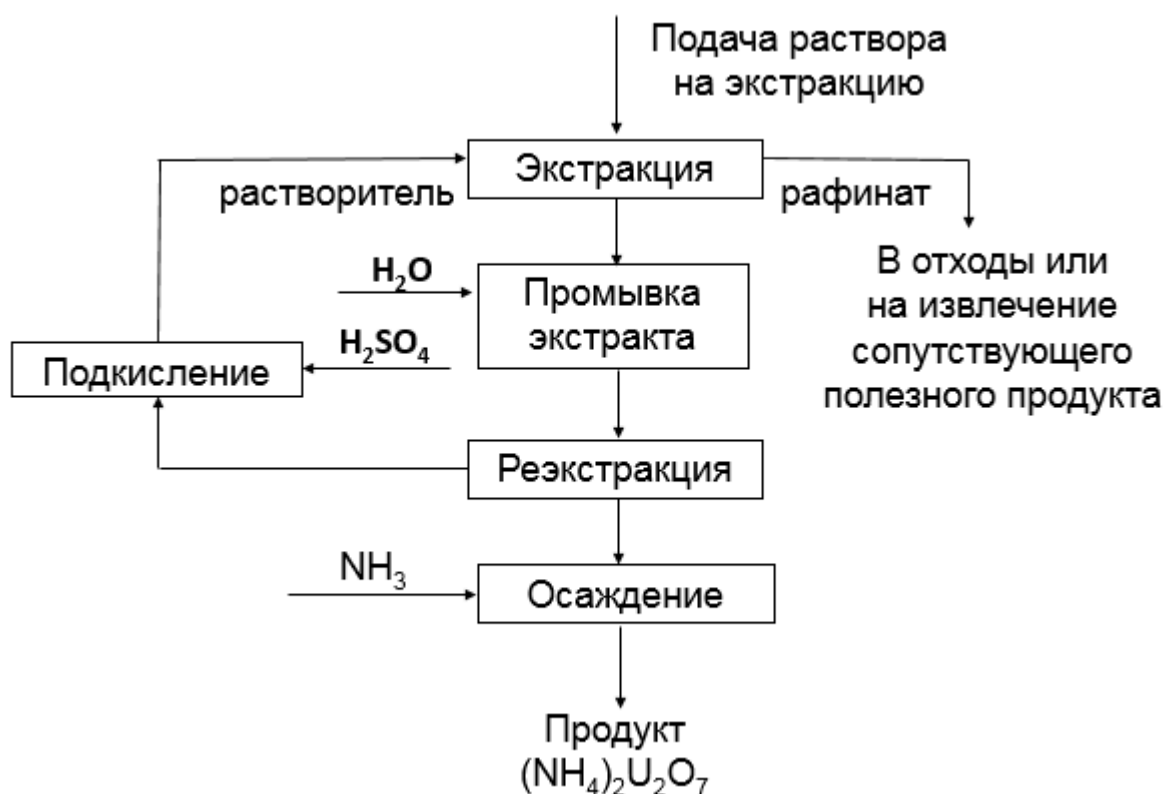 Подача раствора
на экстракцию
Экстракция
растворитель
рафинат
H₂O
Промывка
экстракта
В отходы или
на извлечение
сопутствующего
полезного продукта
H₂SO₄
Подкисление
Реэкстракция
NH₃
Осаждение
Продукт
(NH₄)₂U₂O₇